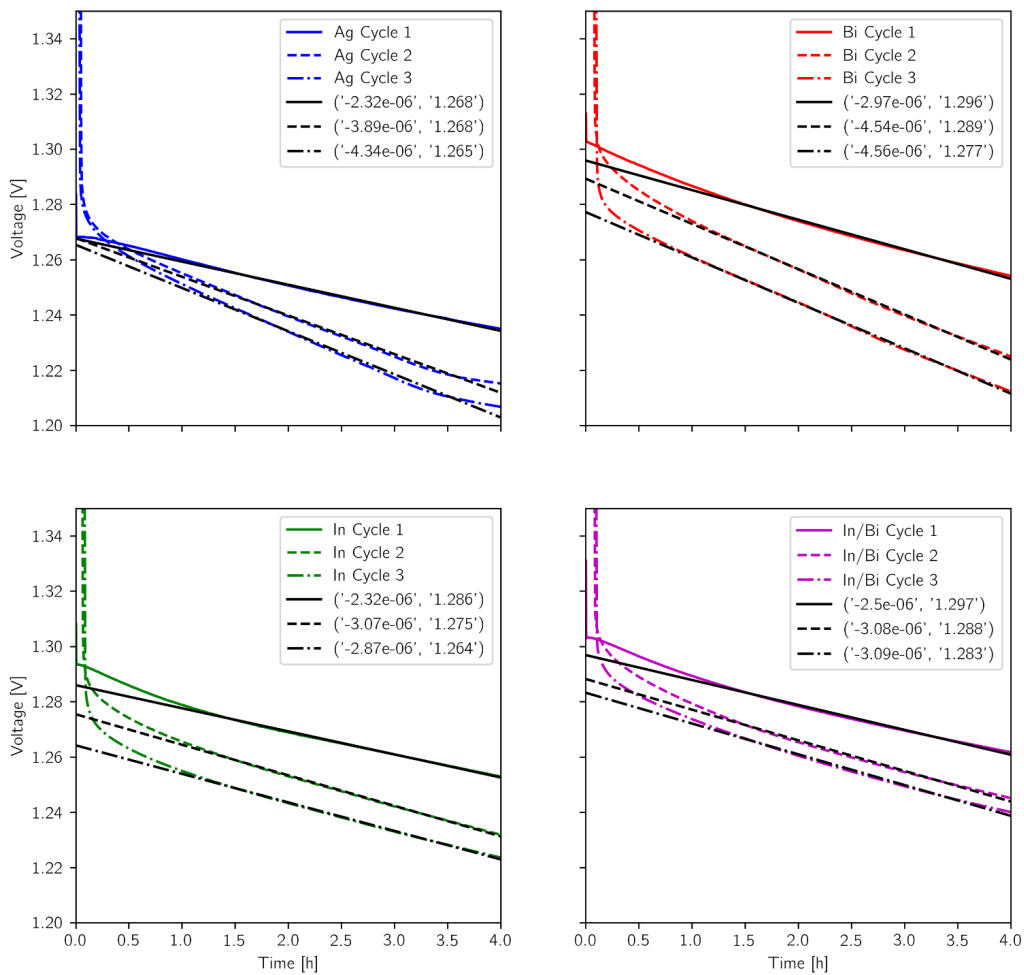 1.34
1.32
1.30
1.28
1.26
1.24
1.22
1.20
Voltage [V]
Ag Cycle 1
Ag Cycle 2
Ag Cycle 3
('-2.32e-06', '1.268')
('-3.89e-06', '1.268')
('-4.34e-06', '1.265')
Bi Cycle 1
Bi Cycle 2
Bi Cycle 3
('-2.97e-06', '1.296')
('-4.54e-06', '1.289')
('-4.56e-06', '1.277')
1.34
1.32
1.30
1.28
1.26
1.24
1.22
1.20
Voltage [V]
In Cycle 1
In Cycle 2
In Cycle 3
('-2.32e-06', '1.286')
('-3.07e-06', '1.275')
('-2.87e-06', '1.264')
0.0 0.5 1.0 1.5 2.0 2.5 3.0 3.5 4.0
Time [h]
In/Bi Cycle 1
In/Bi Cycle 2
In/Bi Cycle 3
('-2.5e-06', '1.297')
('-3.08e-06', '1.288')
('-3.09e-06', '1.283')
0.0 0.5 1.0 1.5 2.0 2.5 3.0 3.5 4.0
Time [h]